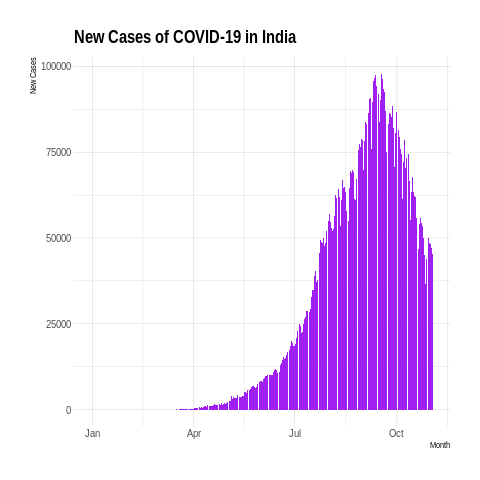 New Cases of COVID-19 in India
New Cases
100000
75000
50000
25000
0
Jan Apr Jul Oct
Month